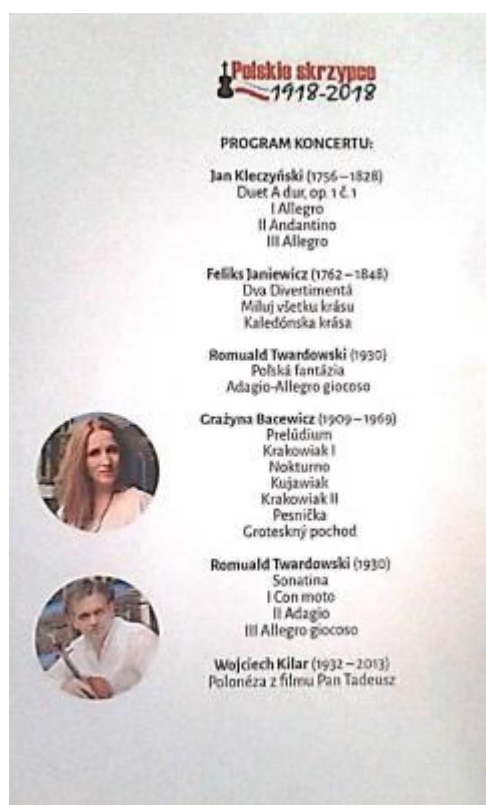 Polskie skrzypce
1918-2018
PROGRAM KONCERTU:
Jan Kleczyński (1756 – 1828)
Duet A dur, op. 1 č. 1
I Allegro
II Andantino
III Allegro
Feliks Janiewicz (1762 – 1848)
Dva Divertimentá
Miluj všetku krásu
Kaledónska krása
Romuald Twardowski (1930)
Poľská fantázia
Adagio-Allegro giocoso
Grażyna Bacewicz (1909 – 1969)
Prelúdium
Krakowiak I
Nokturno
Kujawiak
Krakowiak II
Pesnička
Groteskný pochod
Romuald Twardowski (1930)
Sonatina
I Con moto
II Adagio
III Allegro giocoso
Wojciech Kilar (1932 – 2013)
Polonéza z filmu Pan Tadeusz